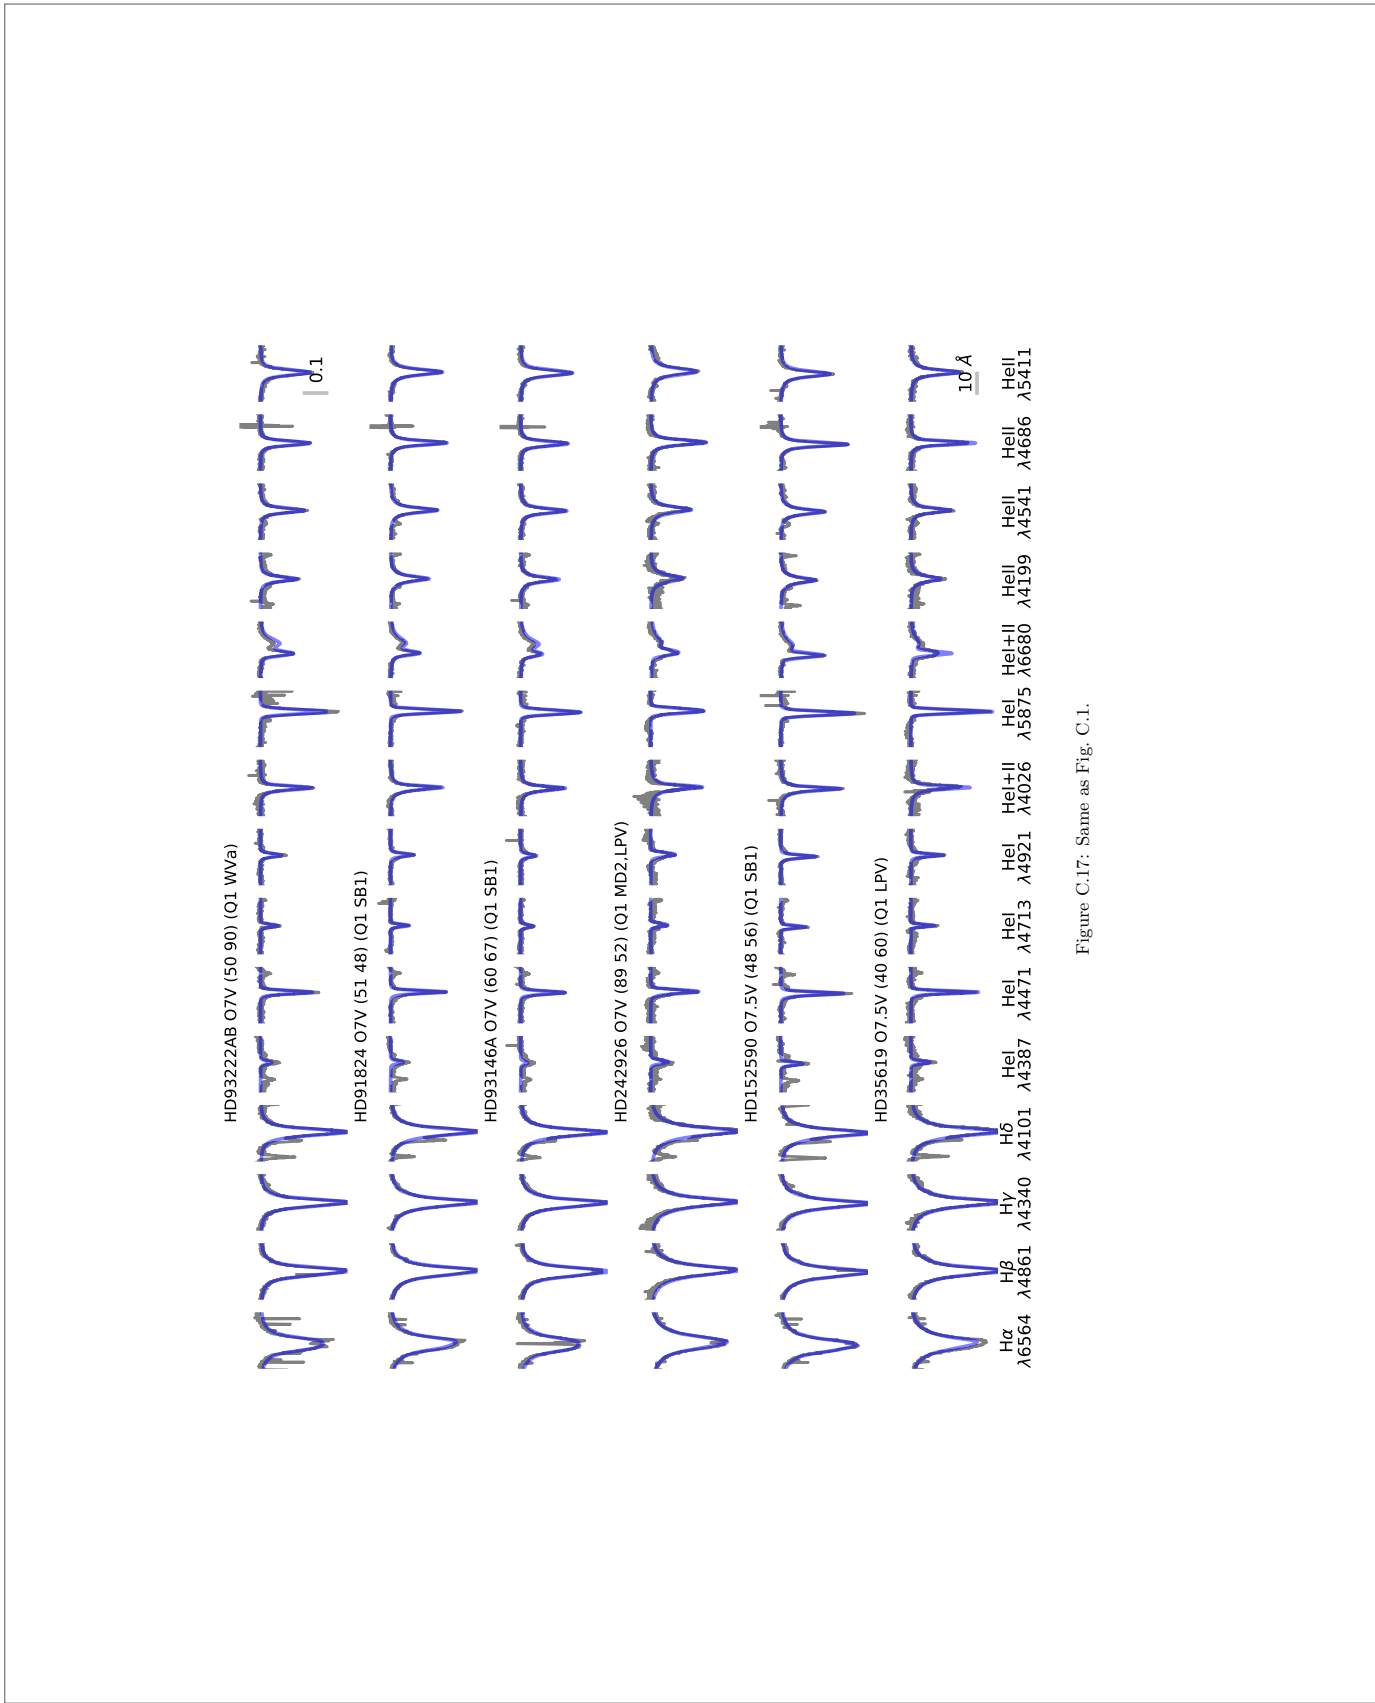 HD93222AB O7V (50 90) (Q1 WVa)
0.1
HD91824 O7V (51 48) (Q1 SB1)
HD93146A O7V (60 67) (Q1 SB1)
HD242926 O7V (89 52) (Q1 MD2,LPV)
HD152590 O7.5V (48 56) (Q1 SB1)
HD35619 O7.5V (40 60) (Q1 LPV)
10 Å
Hα Hβ Hγ Hδ HeI HeI HeI HeI HeI+II HeI HeI+II HeII HeII HeII HeII
λ6564 λ4861 λ4340 λ4101 λ4387 λ4471 λ4713 λ4921 λ4026 λ5875 λ6680 λ4199 λ4541 λ4686 λ5411
Figure C.17: Same as Fig. C.1.